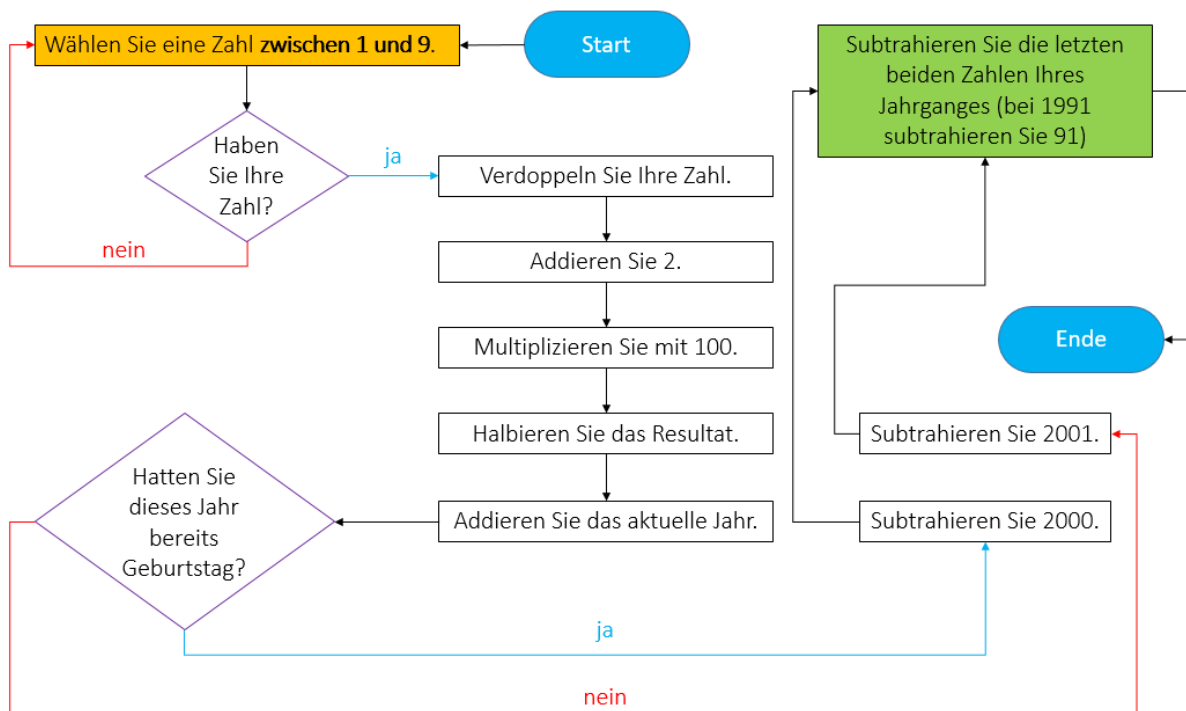 Start
Wählen Sie eine Zahl zwischen 1 und 9.
Haben
Sie Ihre
Zahl?
ja
nein
Verdoppeln Sie Ihre Zahl.
Addieren Sie 2.
Multiplizieren Sie mit 100.
Halbieren Sie das Resultat.
Addieren Sie das aktuelle Jahr.
Hatten Sie
dieses Jahr
bereits
Geburtstag?
ja
nein
Subtrahieren Sie 2000.
Subtrahieren Sie 2001.
Subtrahieren Sie die letzten
beiden Zahlen Ihres
Jahrganges (bei 1991
subtrahieren Sie 91)
Ende